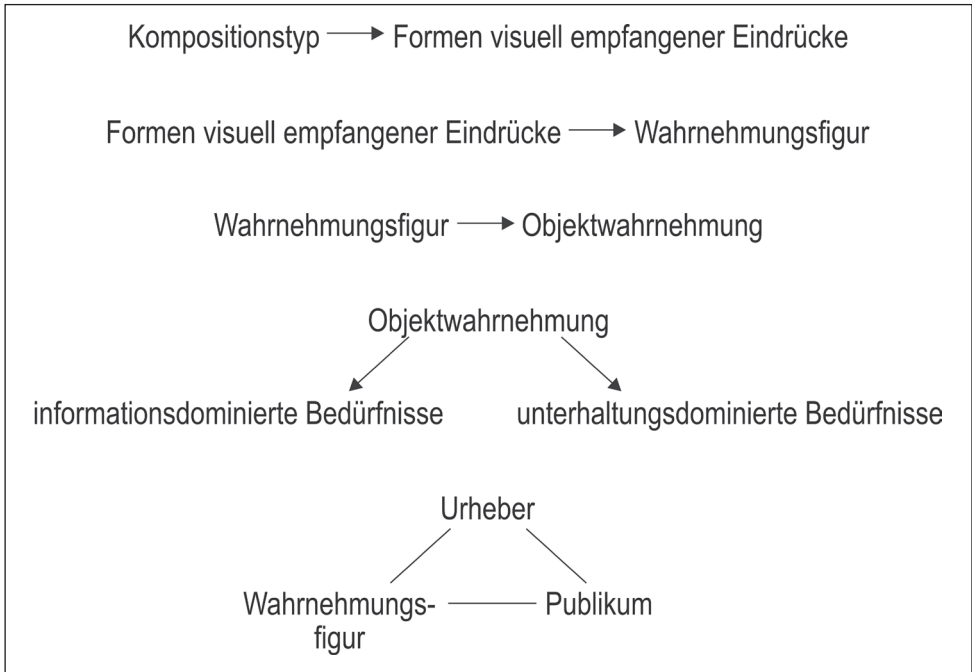 Kompositionstyp → Formen visuell empfangener Eindrücke
Formen visuell empfangener Eindrücke → Wahrnehmungsfigur
Wahrnehmungsfigur → Objektwahrnehmung
Objektwahrnehmung
informationsdominierte Bedürfnisse unterhaltungsdominierte Bedürfnisse
Urheber
Wahrnehmungs- Publikum
figur